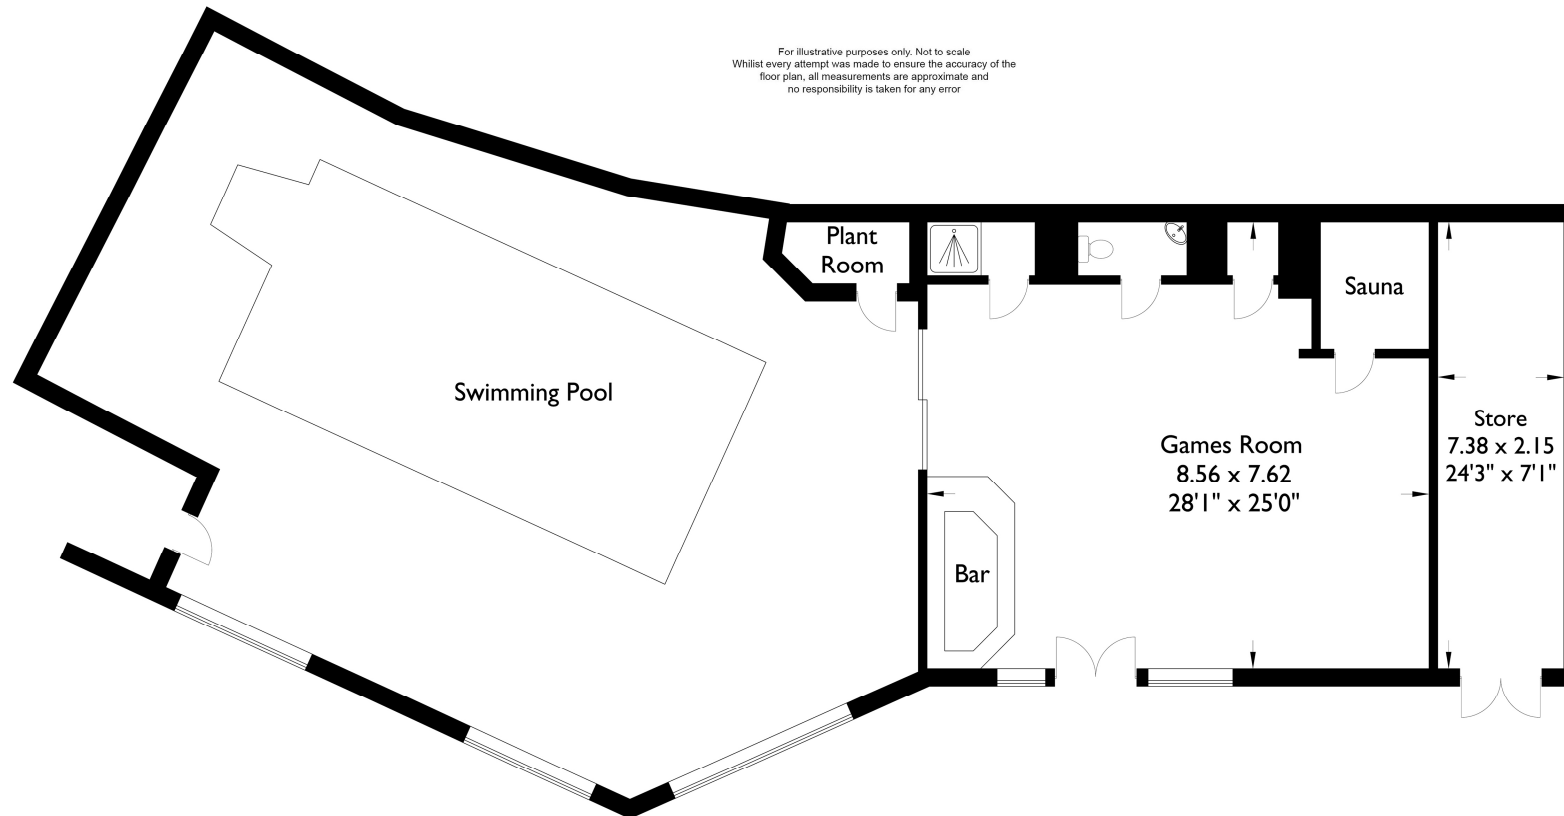 For illustrative purposes only. Not to scale
Whilst every attempt was made to ensure the accuracy of the
floor plan, all measurements are approximate and
no responsibility is taken for any error
Plant
Room
Sauna
Swimming Pool
Store
7.38 x 2.15
24'3" x 7'1"
Games Room
8.56 x 7.62
28'1" x 25'0"
Bar